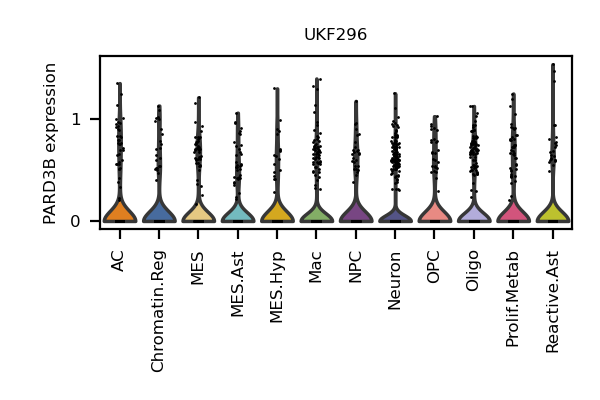 UKF296
PARD3B expression
1
0
AC
Chromatin.Reg
MES
MES.Ast
MES.Hyp
Mac
NPC
Neuron
OPC
Oligo
Prolif.Metab
Reactive.Ast